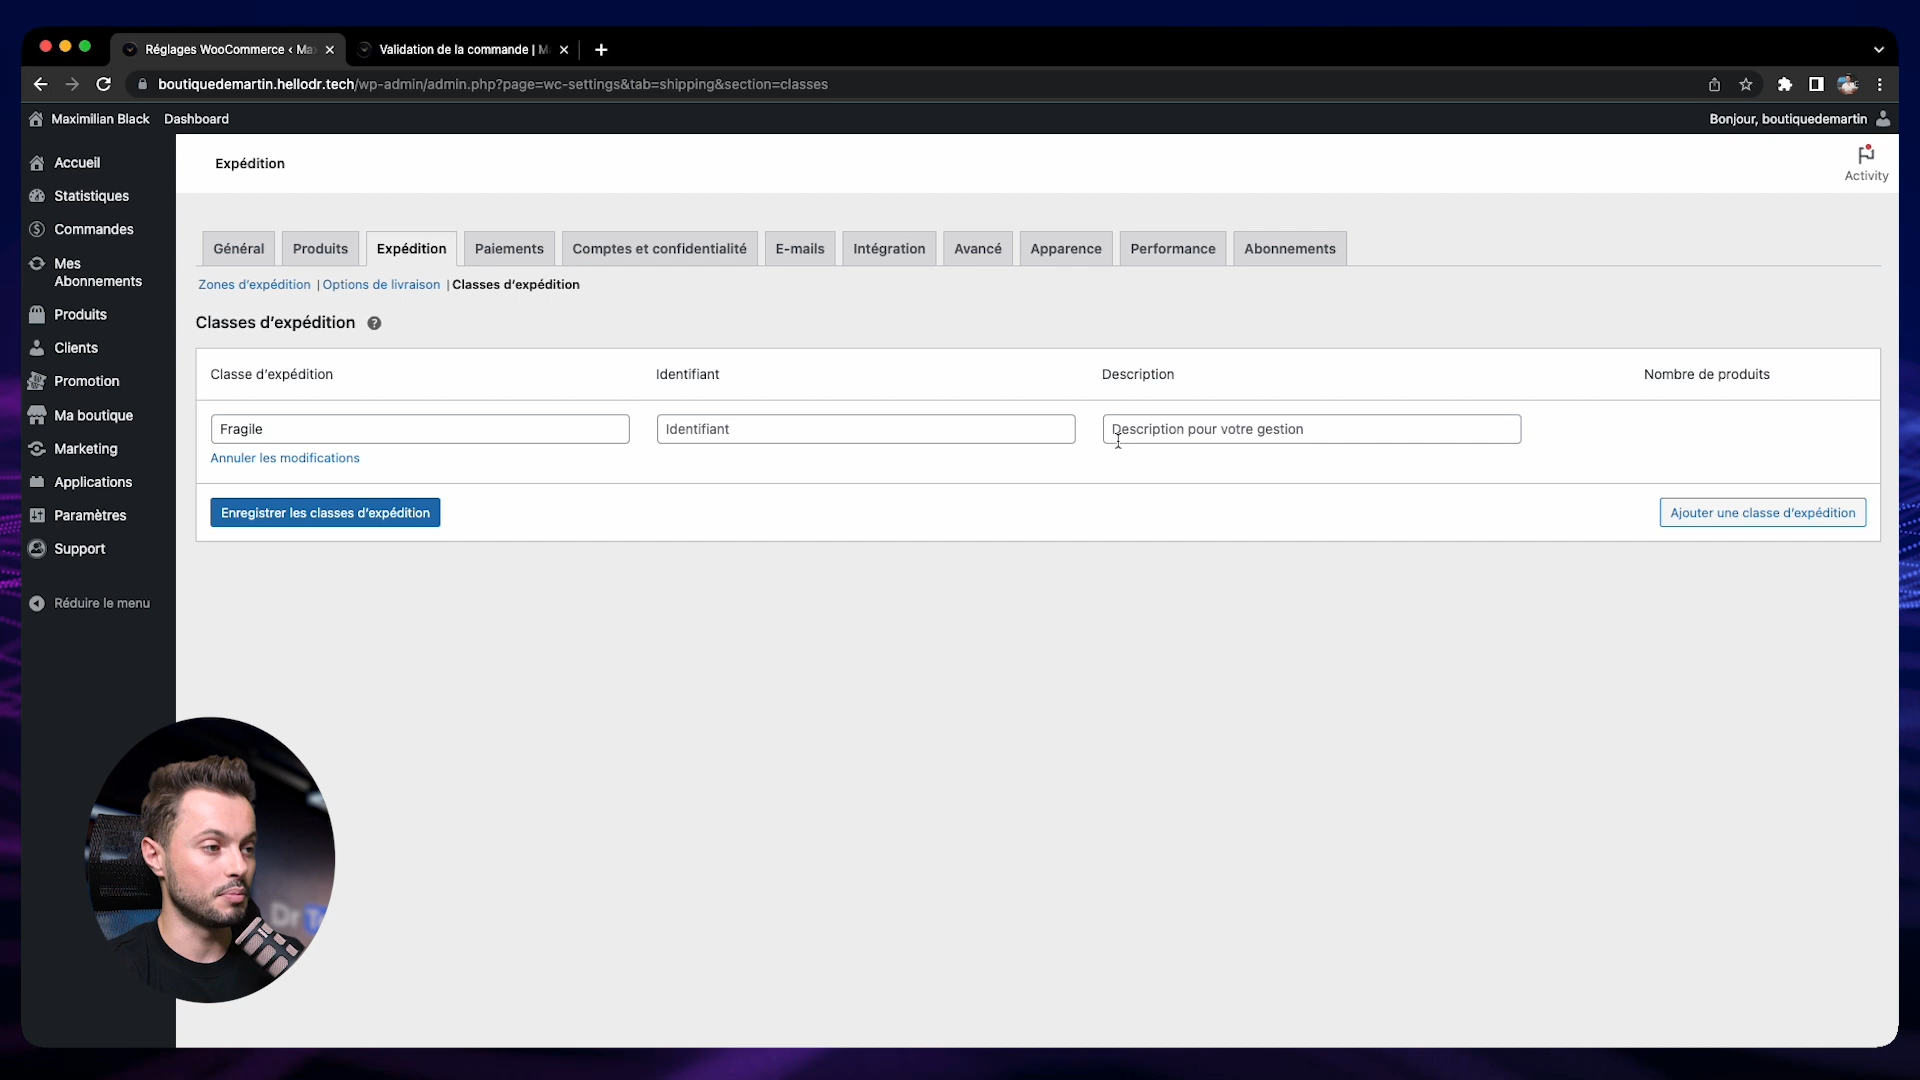 Réglages WooCommerce ‹ Ma
Validation de la commande | M
boutiquedemartin.hellodr.tech/wp-admin/admin.php?page=wc-settings&tab=shipping&section=classes
Maximilian Black
Dashboard
Bonjour, boutiquedemartin
Accueil
Statistiques
Commandes
Mes
Abonnements
Produits
Clients
Promotion
Ma boutique
Marketing
Applications
Paramètres
Support
Réduire le menu
Expédition
Activity
Général
Produits
Expédition
Paiements
Comptes et confidentialité
E-mails
Intégration
Avancé
Apparence
Performance
Abonnements
Zones d'expédition | Options de livraison | Classes d'expédition
Classes d'expédition ?
Classe d'expédition
Identifiant
Description
Nombre de produits
Fragile
Identifiant
Description pour votre gestion
Annuler les modifications
Enregistrer les classes d'expédition
Ajouter une classe d'expédition
Dr